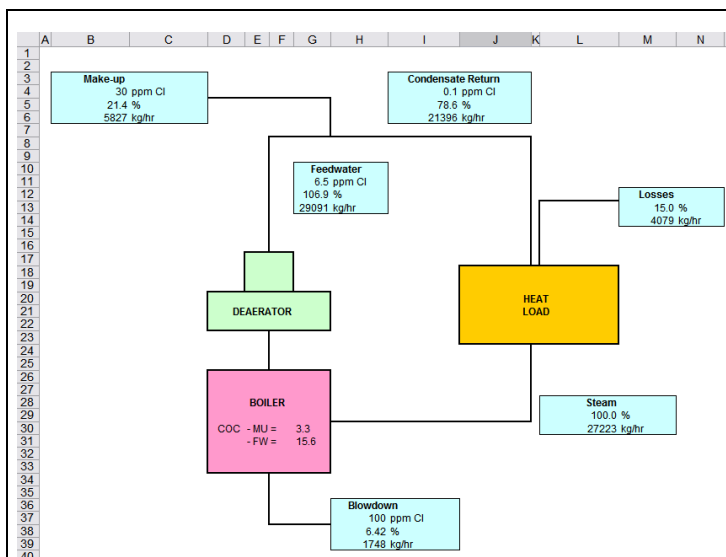 A B C D E F G H I J K L M N
1
2
3 Make-up Condensate Return
4 30 ppm Cl 0.1 ppm Cl
5 21.4 % 78.6 %
6 5827 kg/hr 21396 kg/hr
7
8
9
10 Feedwater
11 6.5 ppm Cl
12 106.9 % Losses
13 29091 kg/hr 15.0 %
14 4079 kg/hr
15
16
17
18
19
20 HEAT
21 DEAERATOR LOAD
22
23
24
25
26
27
28 BOILER Steam
29 100.0 %
30 COC - MU = 3.3 27223 kg/hr
31 - FW = 15.6
32
33
34
35
36 Blowdown
37 100 ppm Cl
38 6.42 %
39 1748 kg/hr
40